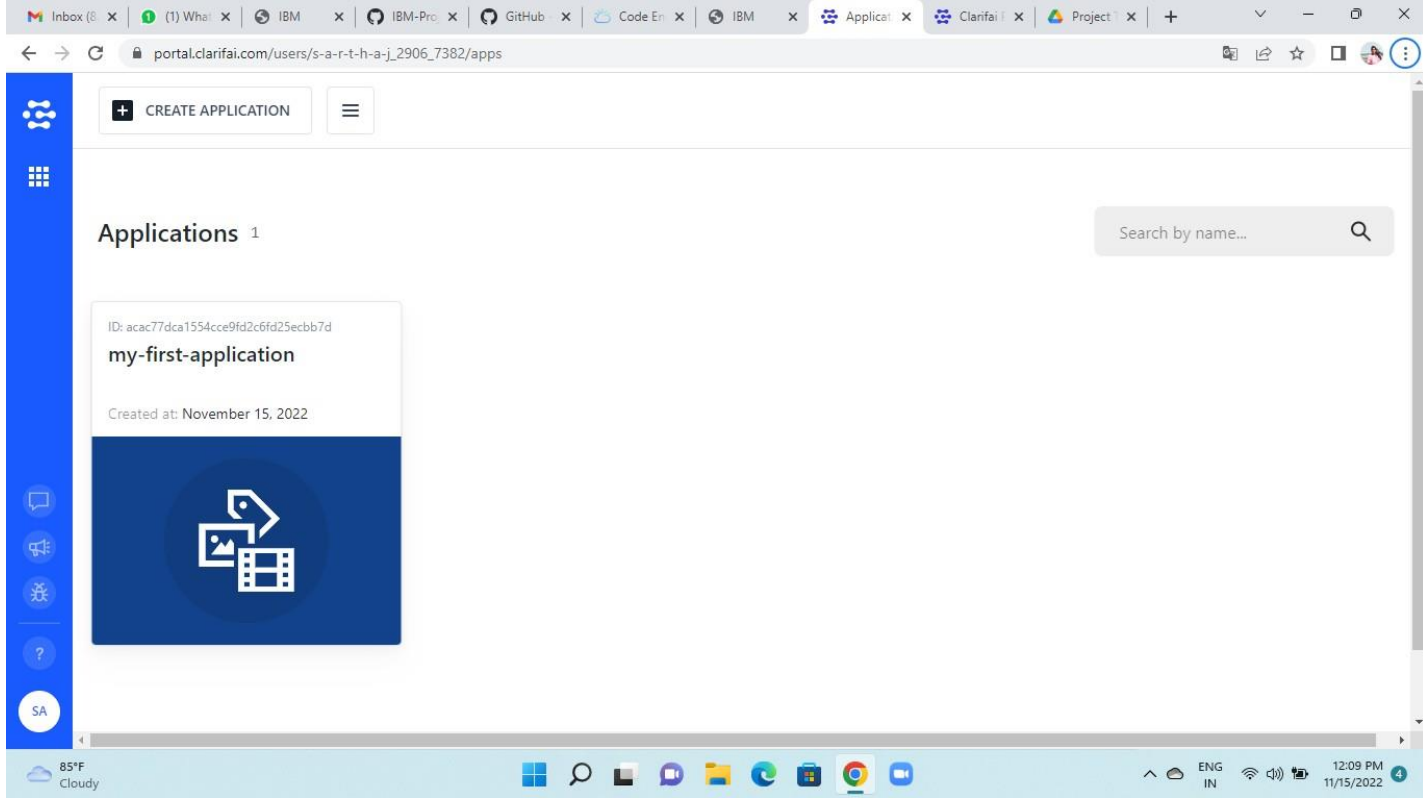 Inbox (8
(1) What
IBM
IBM-Pro
GitHub -
Code En
IBM
Applicat
Clarifai
Project T
portal.clarifai.com/users/s-a-r-t-h-a-j_2906_7382/apps
CREATE APPLICATION
Applications 1
Search by name...
ID: acac77dca1554cce9fd2c6fd25ecbb7d
my-first-application
Created at: November 15, 2022
?
SA
85°F
Cloudy
ENG
IN
12:09 PM
11/15/2022
4